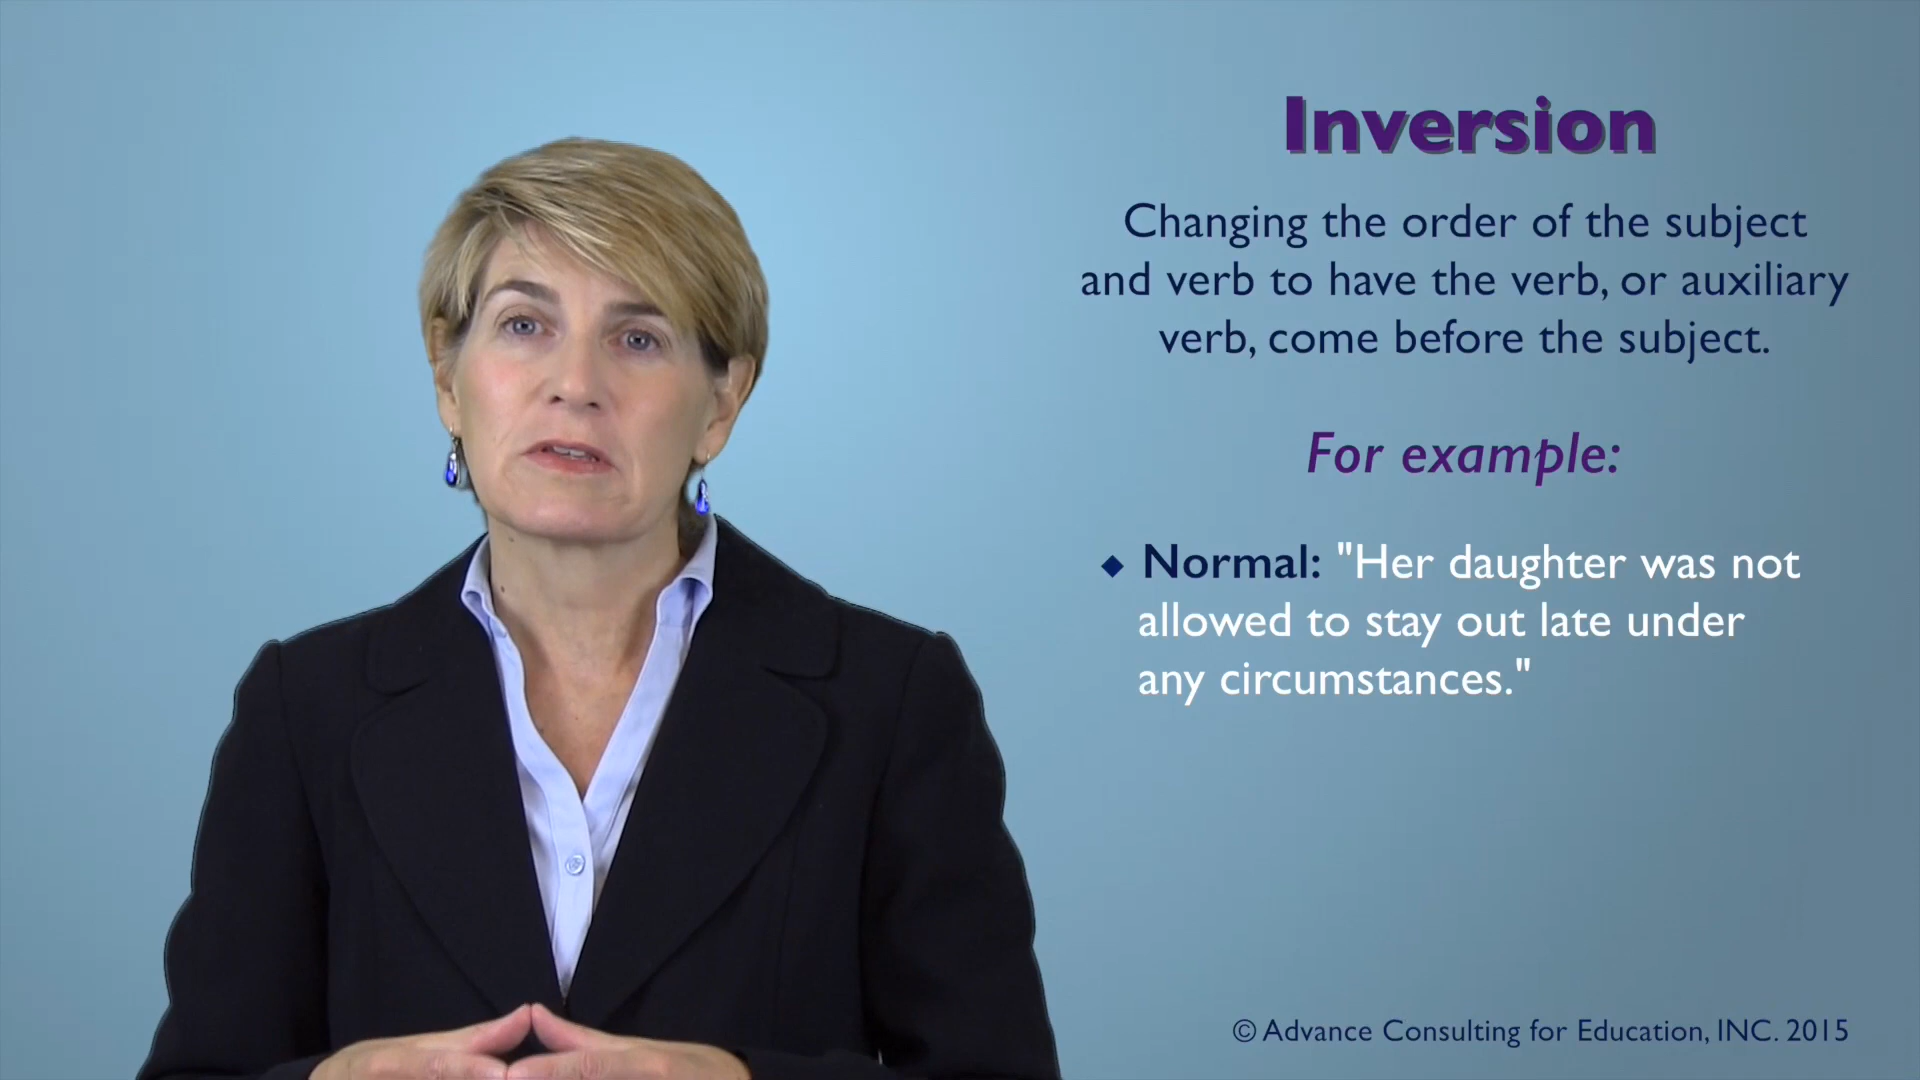 Inversion
Changing the order of the subject
and verb to have the verb, or auxiliary
verb, come before the subject.
For example:
◆ Normal: "Her daughter was not
allowed to stay out late under
any circumstances."
© Advance Consulting for Education, INC. 2015